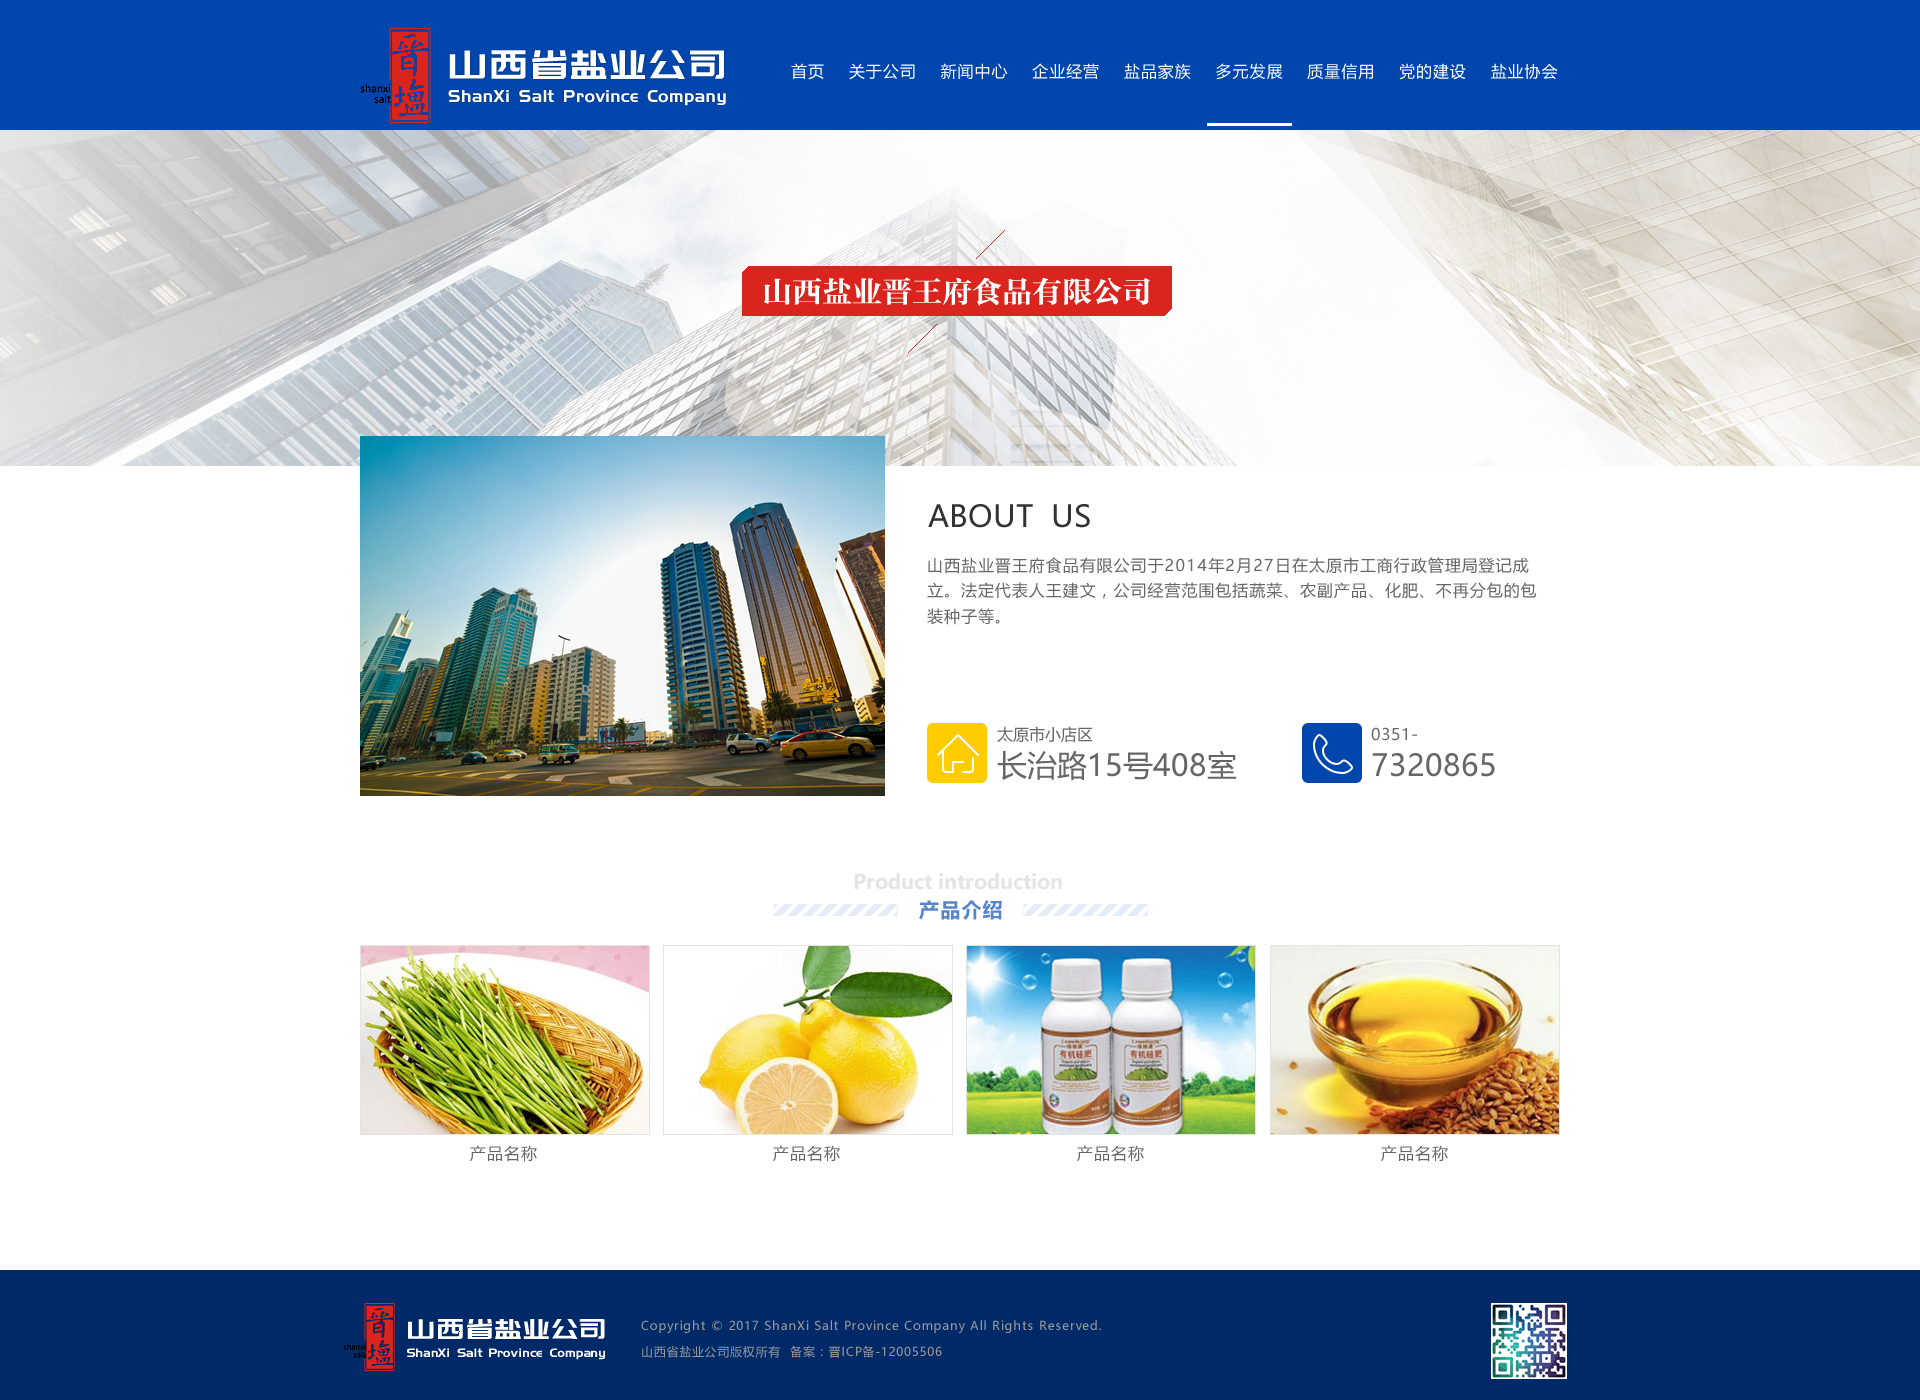 晋塩
shanxi
salt
山西省盐业公司
ShanXi Salt Province Company
首页 关于公司 新闻中心 企业经营 盐品家族 多元发展 质量信用 党的建设 盐业协会
山西盐业晋王府食品有限公司
ABOUT US
山西盐业晋王府食品有限公司于2014年2月27日在太原市工商行政管理局登记成
立。法定代表人王建文，公司经营范围包括蔬菜、农副产品、化肥、不再分包的包
装种子等。
太原市小店区
长治路15号408室
0351-
7320865
Product introduction
产品介绍
有机硅肥
有机硅肥
产品名称
产品名称
产品名称
产品名称
晋塩
shanxi
salt
山西省盐业公司
ShanXi Salt Province Company
Copyright © 2017 ShanXi Salt Province Company All Rights Reserved.
山西省盐业公司版权所有 备案：晋ICP备-12005506